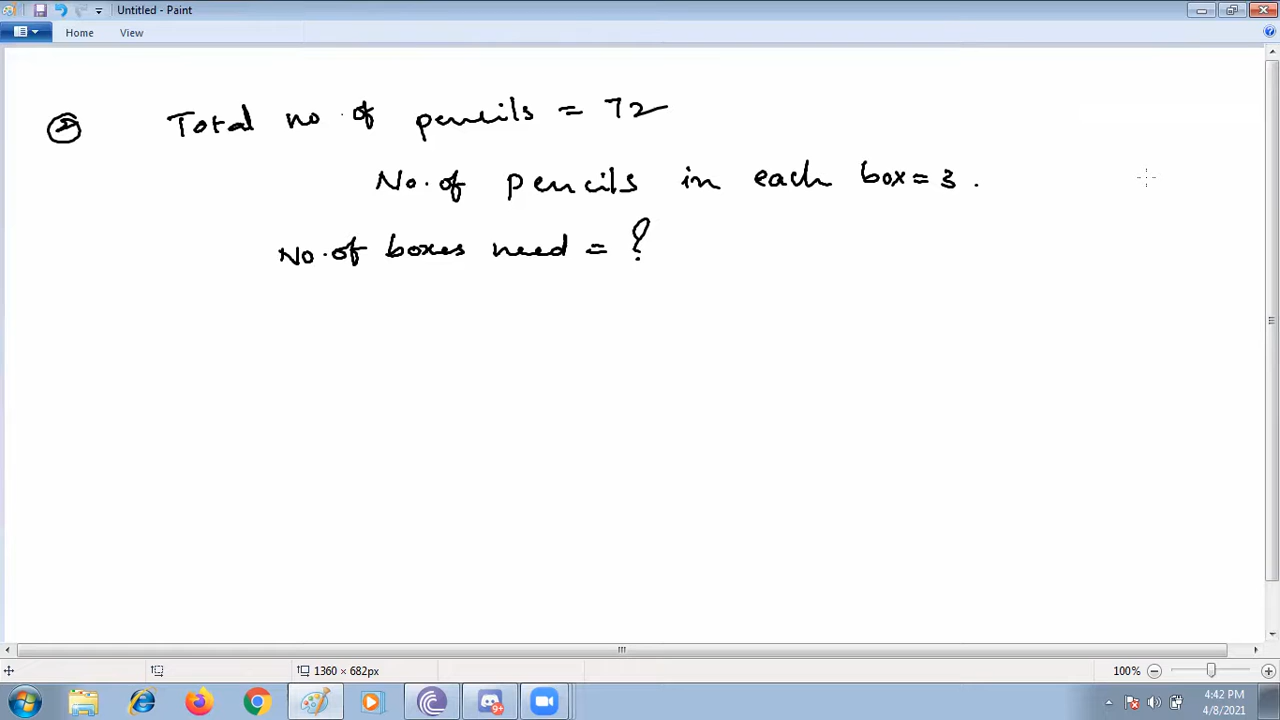 Untitled - Paint
Home View
Total no of pencils = 72
No. of pencils in each box = 3 .
No. of boxes need = ?
1360 × 682px
100%
4:42 PM
4/8/2021